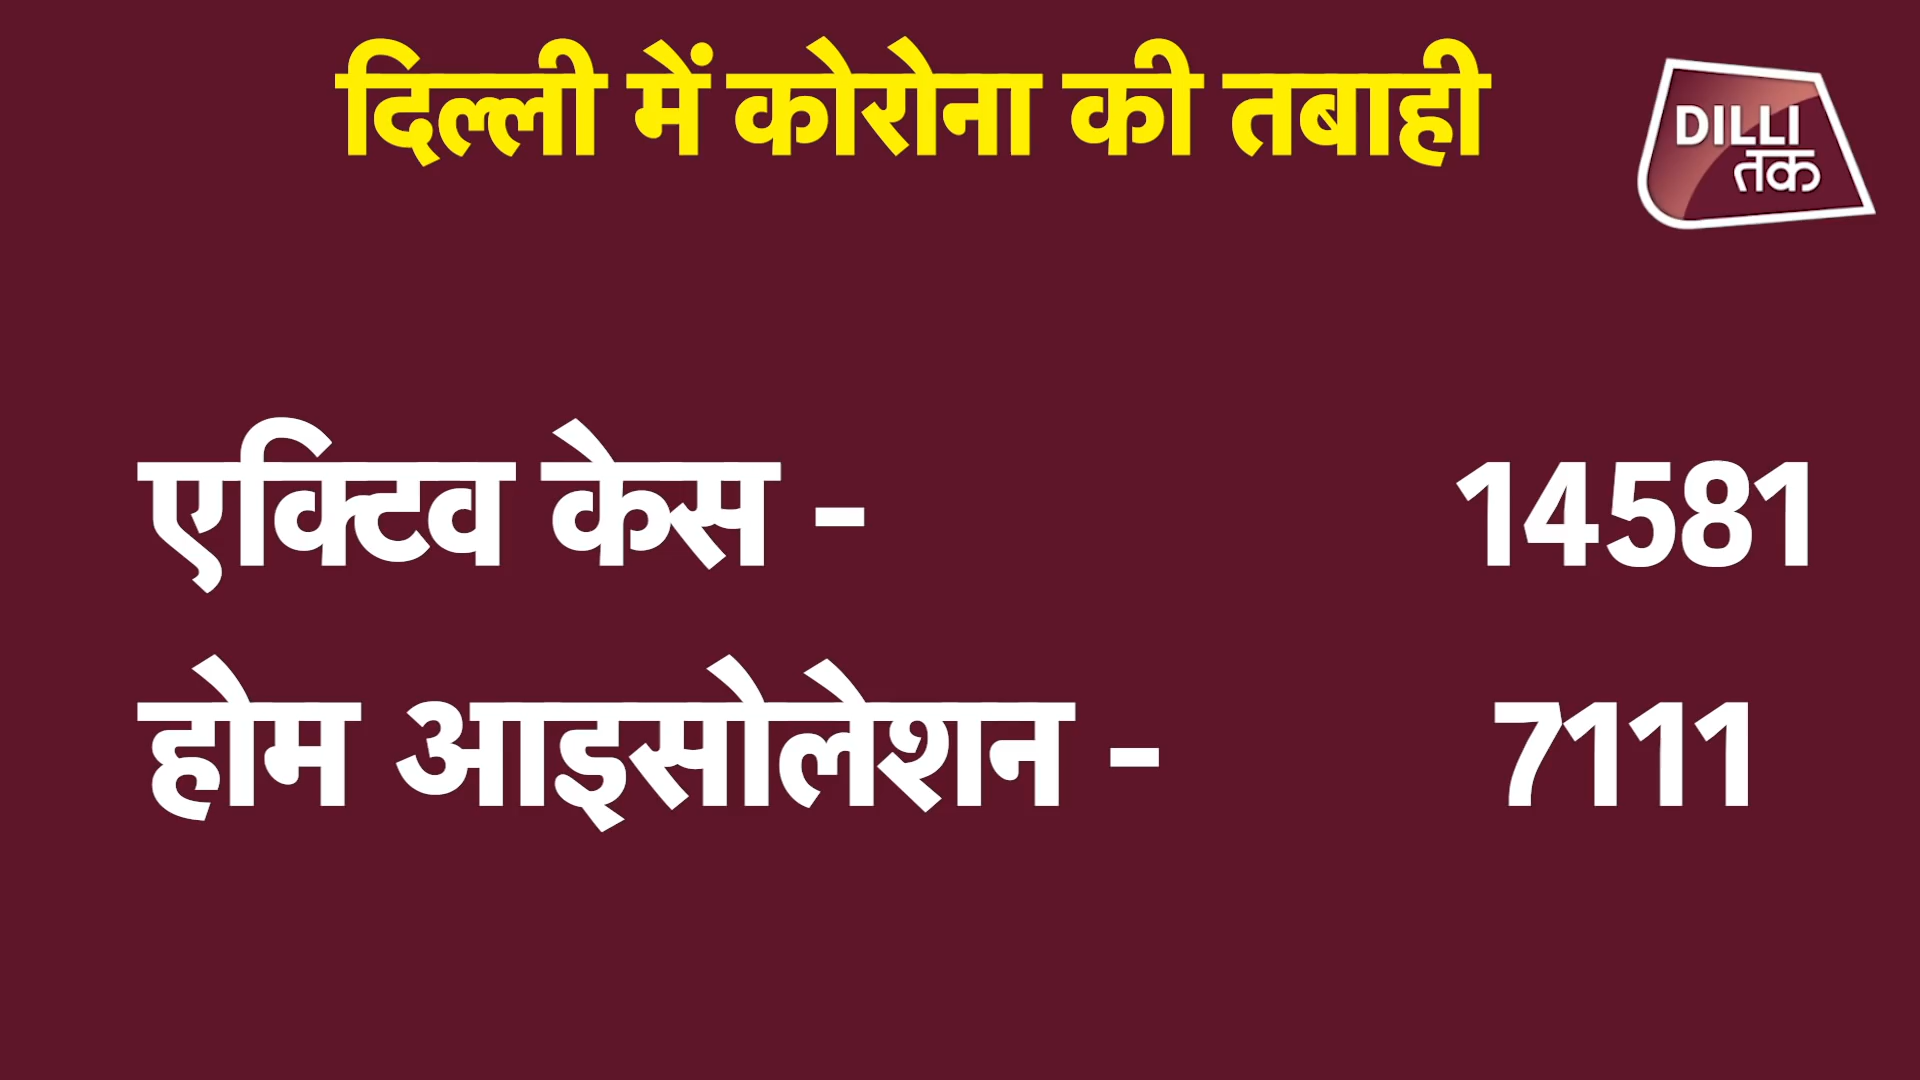 दिल्ली में कोरोना की तबाही
DILLI
तक
एक्टिव केस - 14581
होम आइसोलेशन - 7111